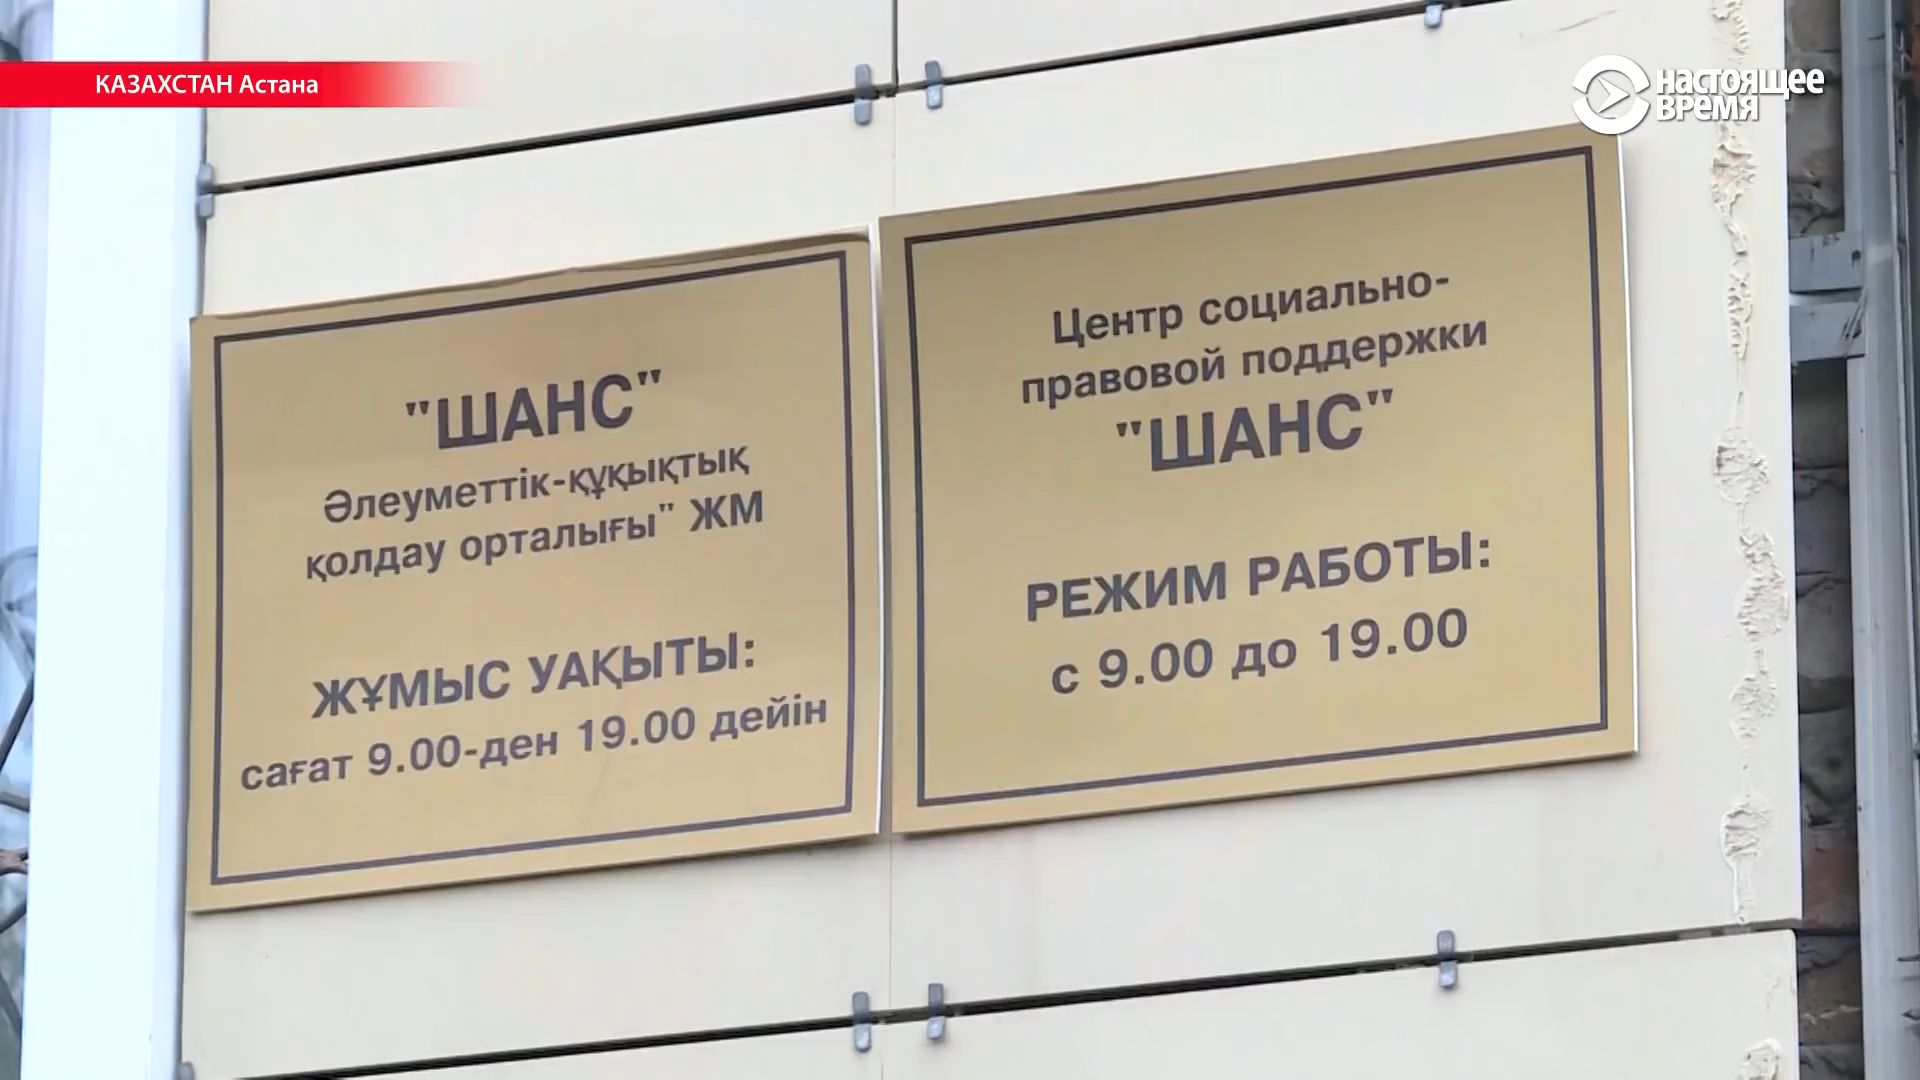 КАЗАХСТАН Астана
настоящее
время
"ШАНС"
Әлеуметтік-құқықтық
қолдау орталығы" ЖМ
ЖҰМЫС УАҚЫТЫ:
сағат 9.00-ден 19.00 дейін
Центр социально-
правовой поддержки
"ШАНС"
РЕЖИМ РАБОТЫ:
с 9.00 до 19.00